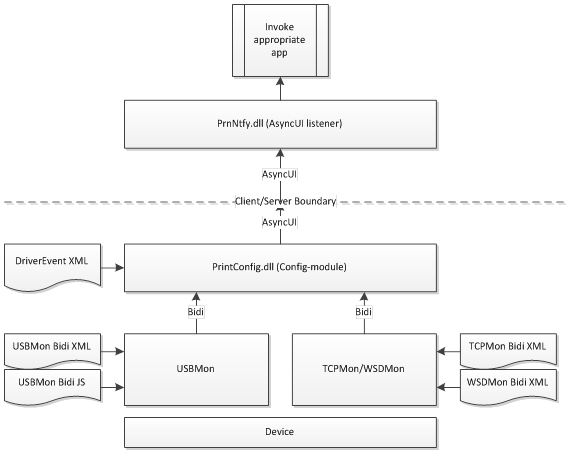 Invoke
appropriate
app
PrnNtfy.dll (AsyncUI listener)
AsyncUI
Client/Server Boundary
AsyncUI
DriverEvent XML
PrintConfig.dll (Config-module)
Bidi
Bidi
USBMon Bidi XML
USBMon Bidi JS
USBMon
TCPMon/WSDMon
TCPMon Bidi XML
WSDMon Bidi XML
Device